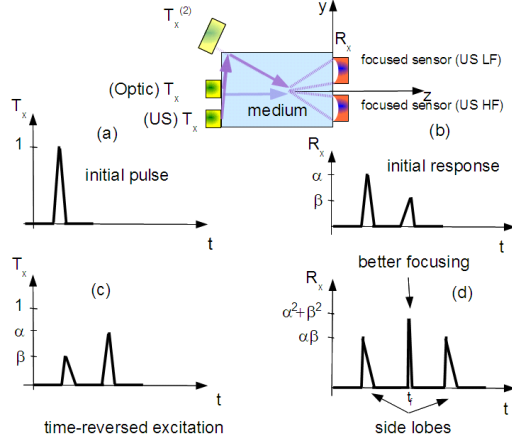 Tx(2)
y
Rx
focused sensor (US LF)
(Optic) Tx
z
medium
focused sensor (US HF)
(US) Tx
Tx
(a)
1
initial pulse
t
(b)
Rx
initial response
α
β
t
better focusing
Tx
(c)
1
α
β
t
time-reversed excitation
Rx
(d)
α²+β²
αβ
t
t
side lobes